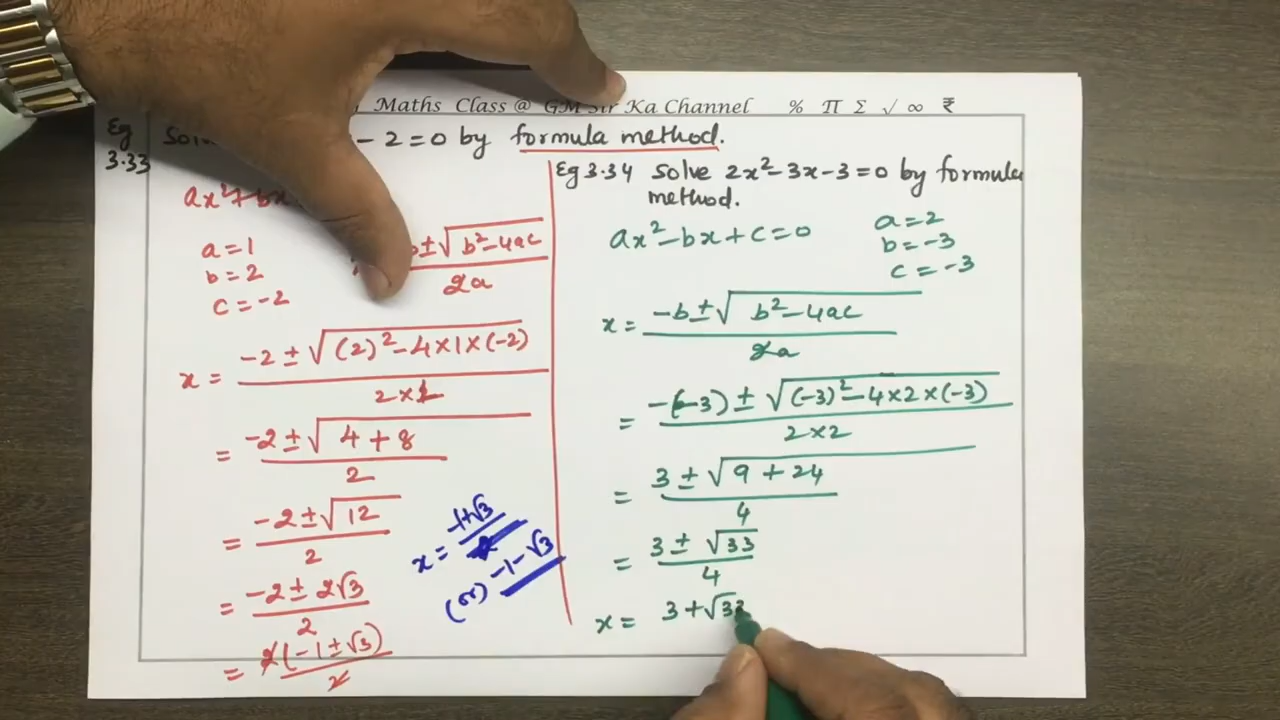 Maths Class @ GM Sir Ka Channel % Π Σ √ ∞ ₹
Eg 3.33
- 2 = 0 by formula method.
ax²+bx
a = 1
b = 2
c = -2
b ± √b²-4ac
2a
x = -2 ± √(2)²-4×1×(-2)
2×1
= -2 ± √4+8
2
= -2 ± √12
2
= -2 ± 2√3
2
= 2(-1±√3)
2
x = -1+√3
(or) -1-√3
Eg 3.34 Solve 2x²-3x-3=0 by formula
method.
ax²-bx+c=0
a=2
b=-3
c=-3
x = -b±√b²-4ac
2a
= -(-3) ± √(-3)²-4×2×(-3)
2×2
= 3 ± √9+24
4
= 3 ± √33
4
x = 3+√33